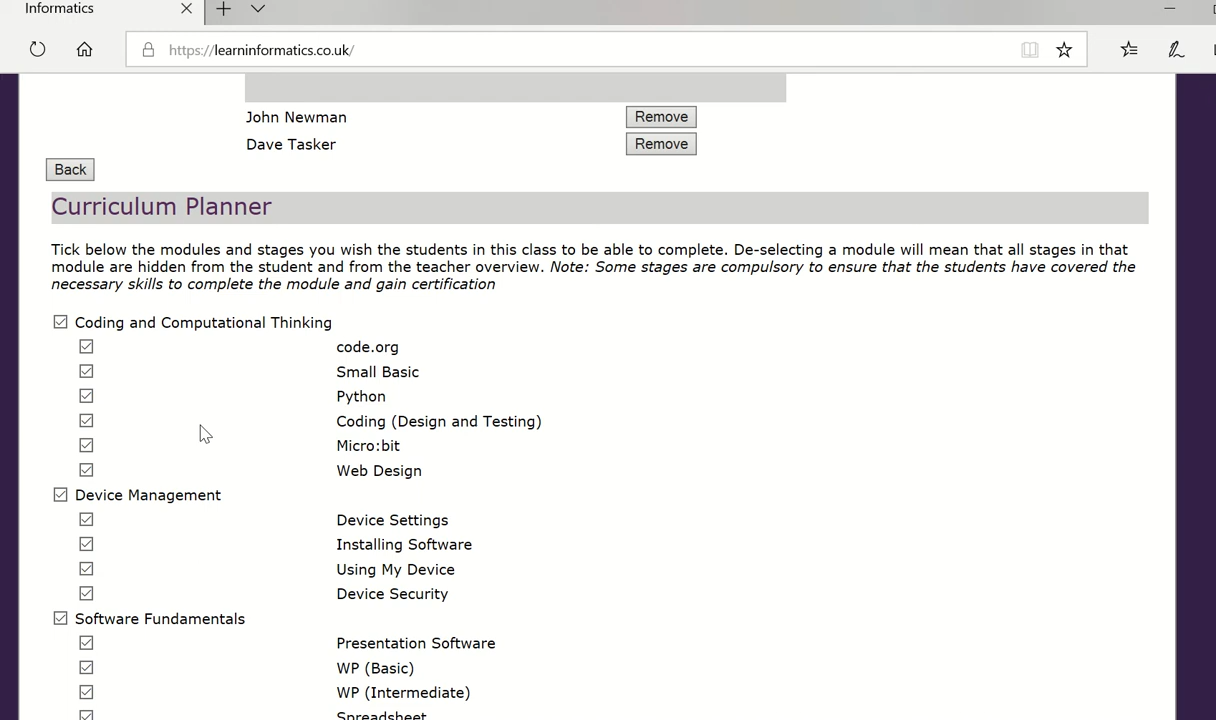 Informatics
https://learninformatics.co.uk/
John Newman Remove
Dave Tasker Remove
Back
Curriculum Planner
Tick below the modules and stages you wish the students in this class to be able to complete. De-selecting a module will mean that all stages in that
module are hidden from the student and from the teacher overview. Note: Some stages are compulsory to ensure that the students have covered the
necessary skills to complete the module and gain certification
Coding and Computational Thinking
code.org
Small Basic
Python
Coding (Design and Testing)
Micro:bit
Web Design
Device Management
Device Settings
Installing Software
Using My Device
Device Security
Software Fundamentals
Presentation Software
WP (Basic)
WP (Intermediate)
Spreadsheet